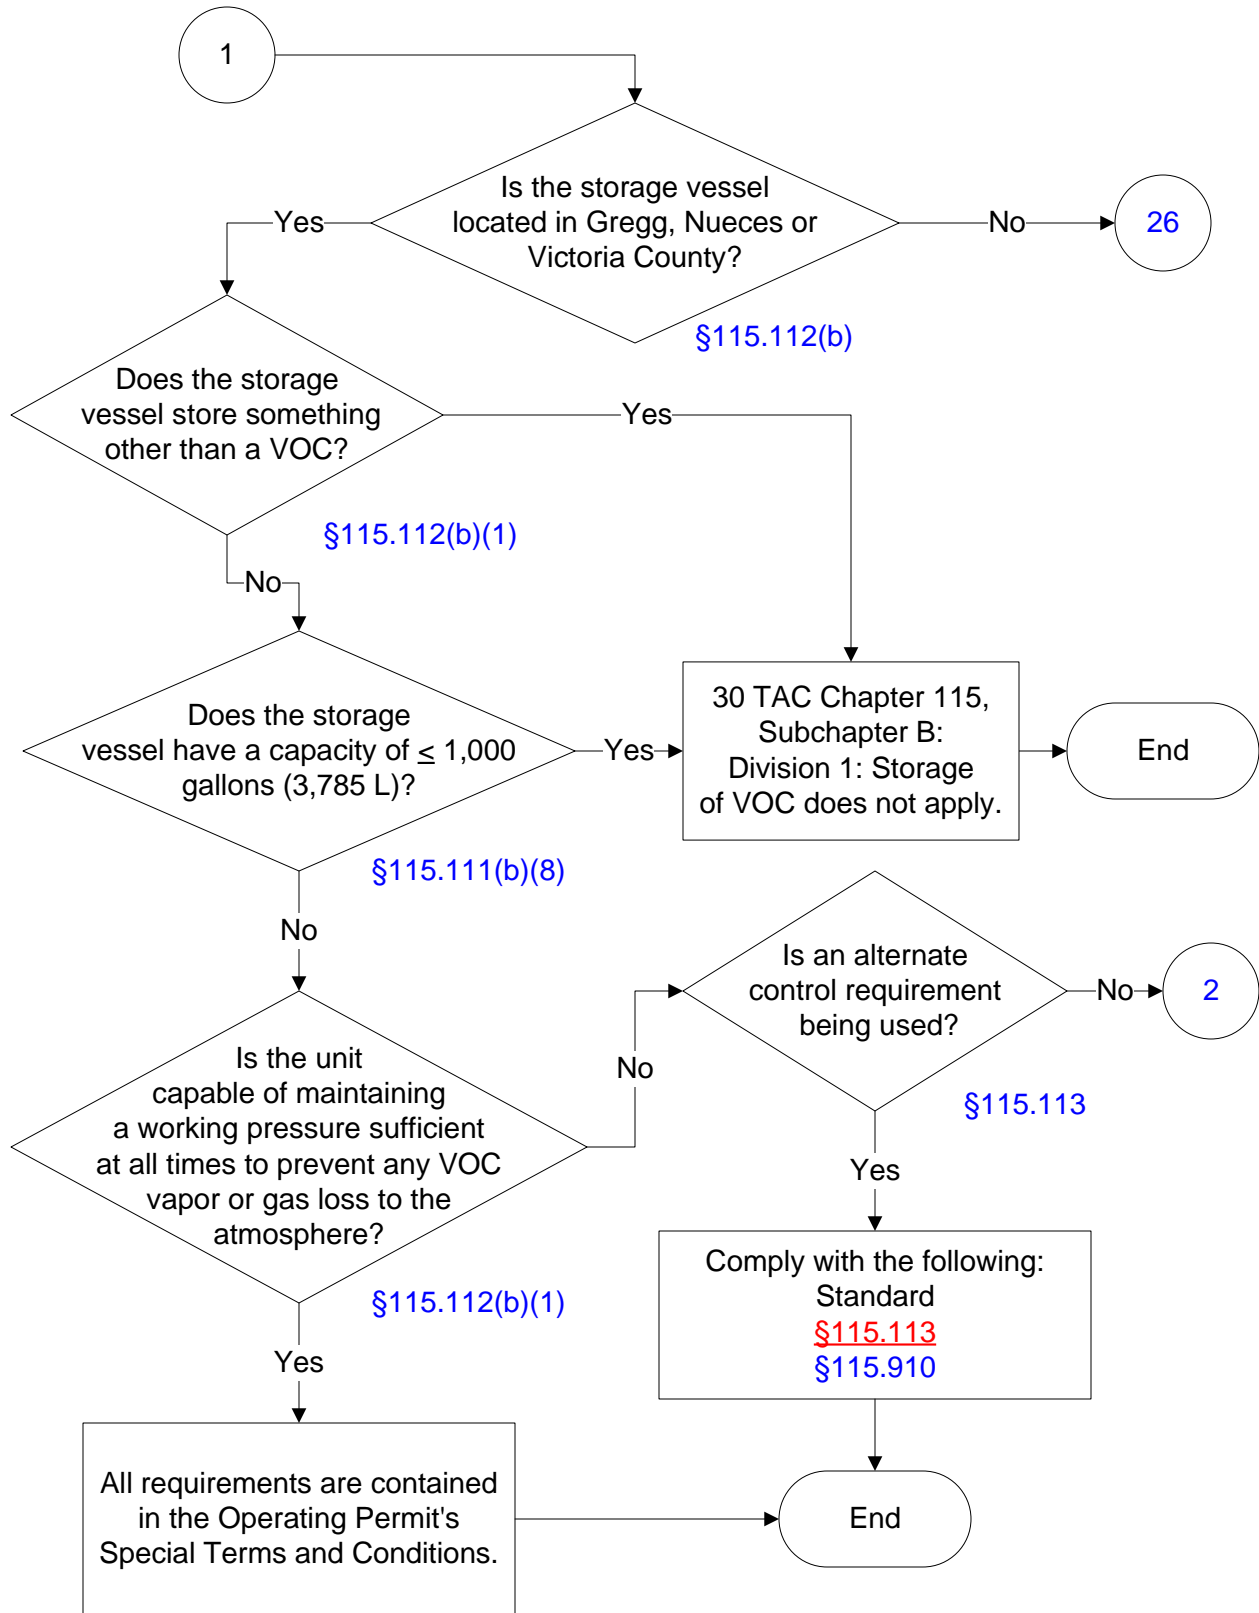 1
Is the storage vessel
located in Gregg, Nueces or
Victoria County?
Yes
No
26
§115.112(b)
Does the storage
vessel store something
other than a VOC?
Yes
§115.112(b)(1)
No
Does the storage
vessel have a capacity of ≤ 1,000
gallons (3,785 L)?
Yes
30 TAC Chapter 115,
Subchapter B:
Division 1: Storage
of VOC does not apply.
End
§115.111(b)(8)
No
Is the unit
capable of maintaining
a working pressure sufficient
at all times to prevent any VOC
vapor or gas loss to the
atmosphere?
No
Is an alternate
control requirement
being used?
No
2
§115.113
Yes
§115.112(b)(1)
Yes
Comply with the following:
Standard
§115.113
§115.910
All requirements are contained
in the Operating Permit's
Special Terms and Conditions.
End